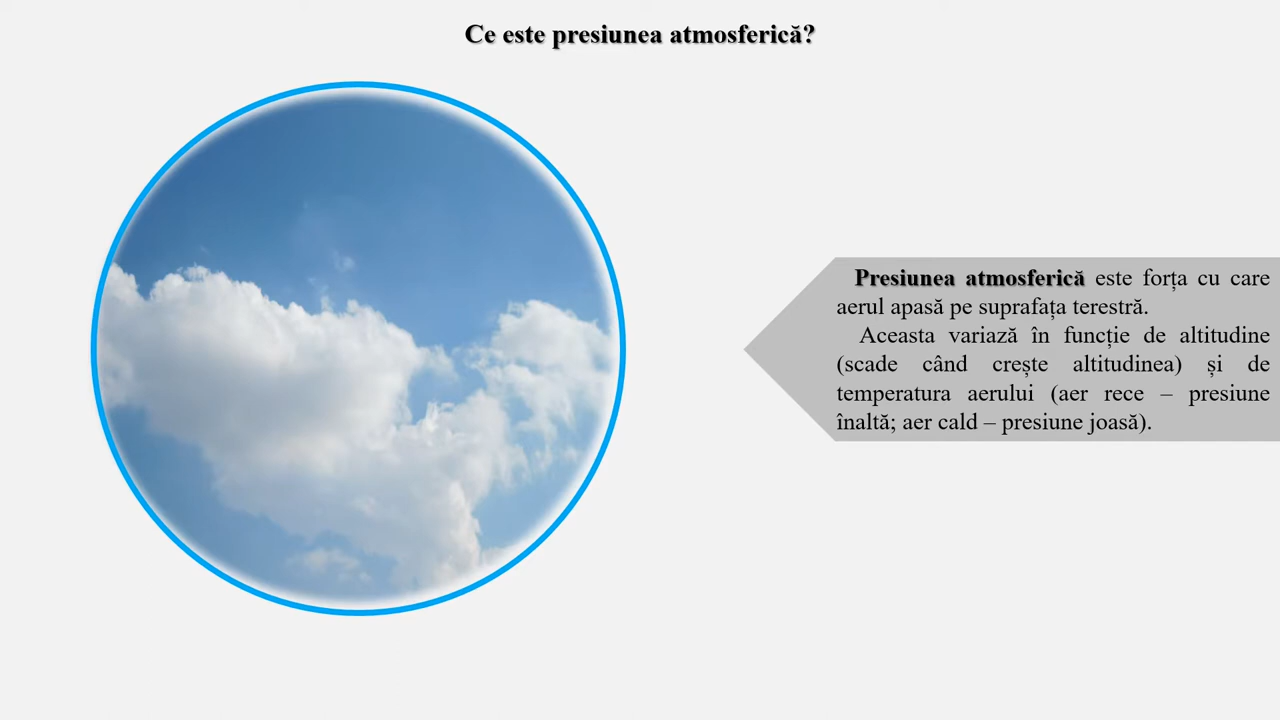 Ce este presiunea atmosferică?
Presiunea atmosferică este forța cu care
aerul apasă pe suprafața terestră.
Aceasta variază în funcție de altitudine
(scade când crește altitudinea) și de
temperatura aerului (aer rece – presiune
înaltă; aer cald – presiune joasă).